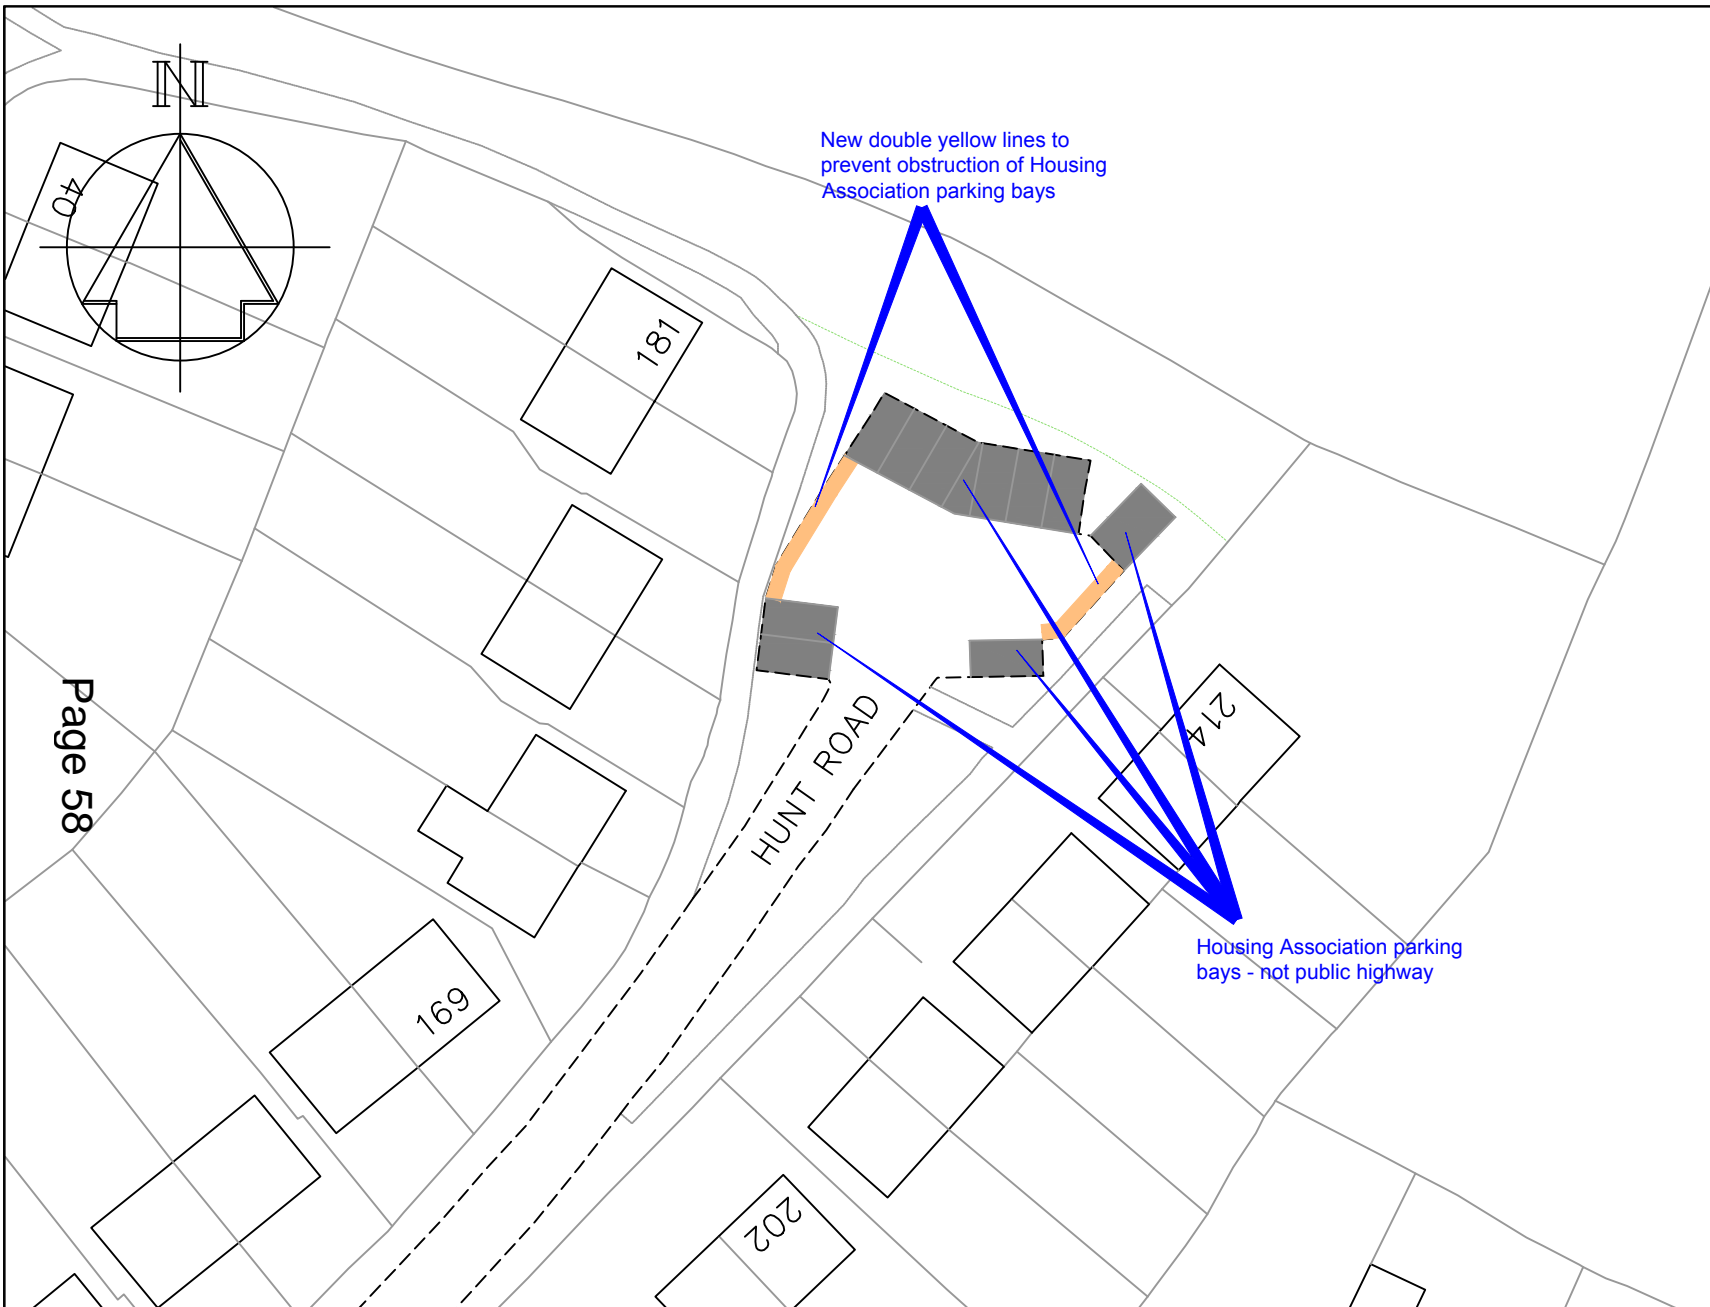 N
New double yellow lines to
prevent obstruction of Housing
Association parking bays
40
181
214
HUNT ROAD
Page 58
Housing Association parking
bays - not public highway
169
202